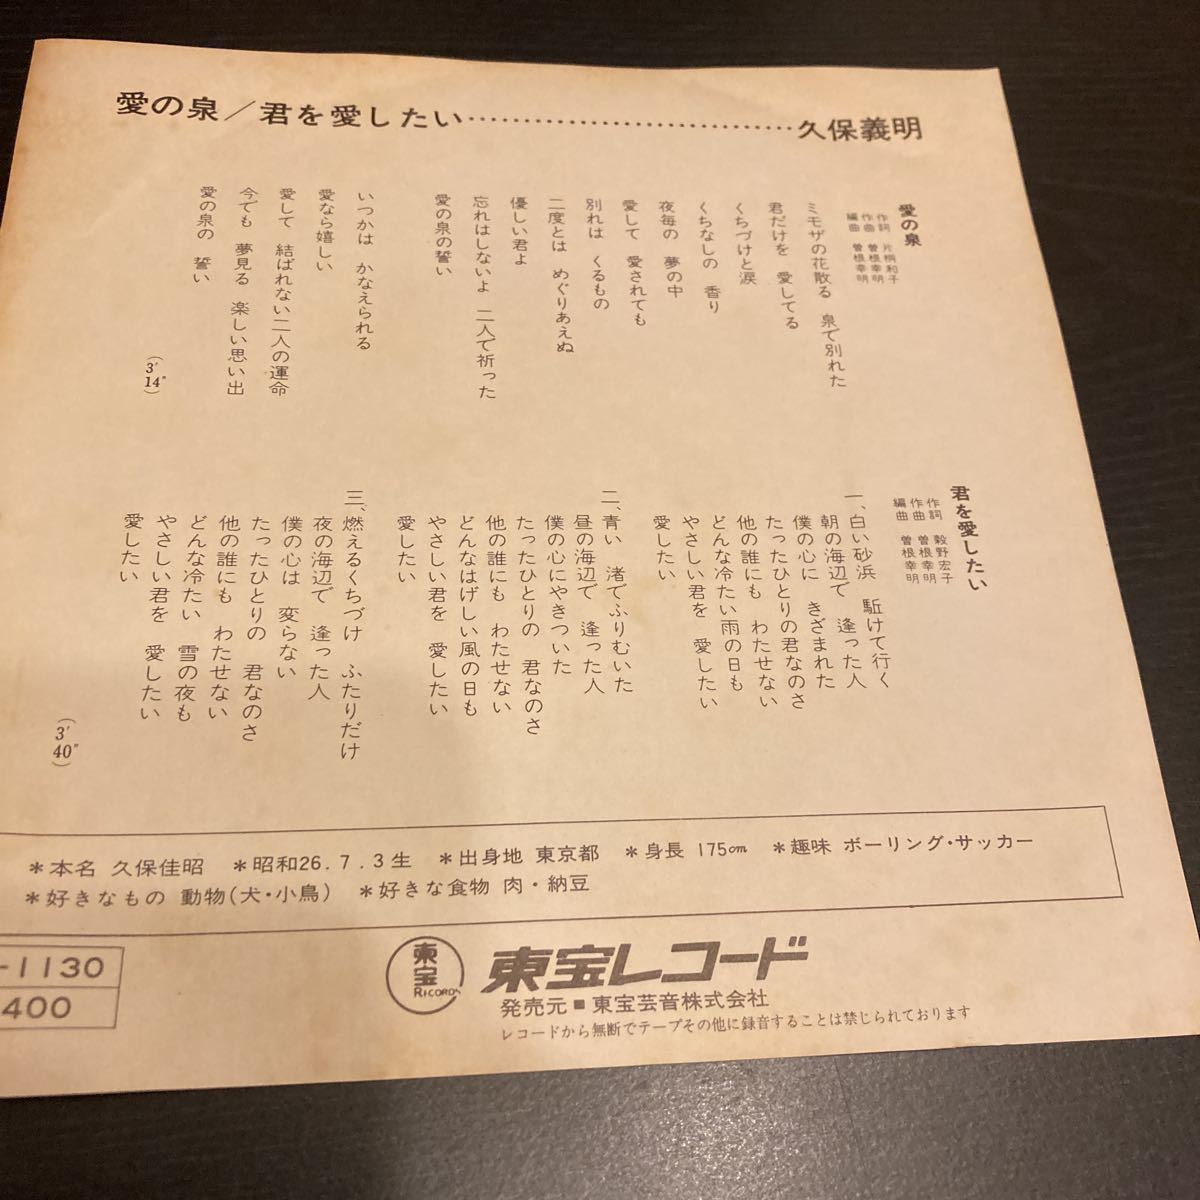 愛の泉／君を愛したい…………………………久保義明
愛の泉
作詞　片桐和子
作曲　曽根幸明
編曲　曽根幸明
ミモザの花散る　泉で別れた
君だけを　愛してる
くちづけと涙
くちなしの　香り
夜毎の　夢の中
愛して　愛されても
別れは　くるもの
二度とは　めぐりあえぬ
優しい君よ
忘れはしないよ　二人で祈った
愛の泉の誓い
いつかは　かなえられる
愛なら嬉しい
愛して　結ばれない二人の運命
今でも　夢見る　楽しい思い出
愛の泉の　誓い
（3′14″）
君を愛したい
作詞　穀野宏子
作曲　曽根幸明
編曲　曽根幸明
一、白い砂浜　駈けて行く
朝の海辺で　逢った人
僕の心に　きざまれた
たったひとりの君なのさ
他の誰にも　わたせない
どんな冷たい雨の日も
やさしい君を　愛したい
愛したい
二、青い　渚でふりむいた
昼の海辺で　逢った人
僕の心にやきついた
たったひとりの　君なのさ
他の誰にも　わたせない
どんなはげしい風の日も
やさしい君を　愛したい
愛したい
三、燃えるくちづけ　ふたりだけ
夜の海辺で　逢った人
僕の心は　変らない
たったひとりの　君なのさ
他の誰にも　わたせない
どんな冷たい　雪の夜も
やさしい君を　愛したい
愛したい
（3′40″）
＊本名 久保佳昭　＊昭和26.7.3生　＊出身地 東京都　＊身長 175cm　＊趣味 ボーリング・サッカー
＊好きなもの 動物（犬・小鳥）　＊好きな食物 肉・納豆
-1130
400
東宝
RECORDS
東宝レコード
発売元■東宝芸音株式会社
レコードから無断でテープその他に録音することは禁じられております